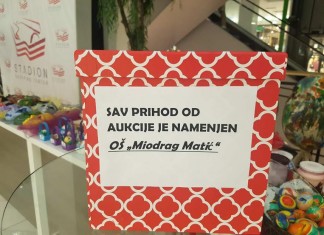 STADION
SAV PRIHOD OD
AUKCIJE JE NAMENJEN
OŠ „Miodrag Matić“